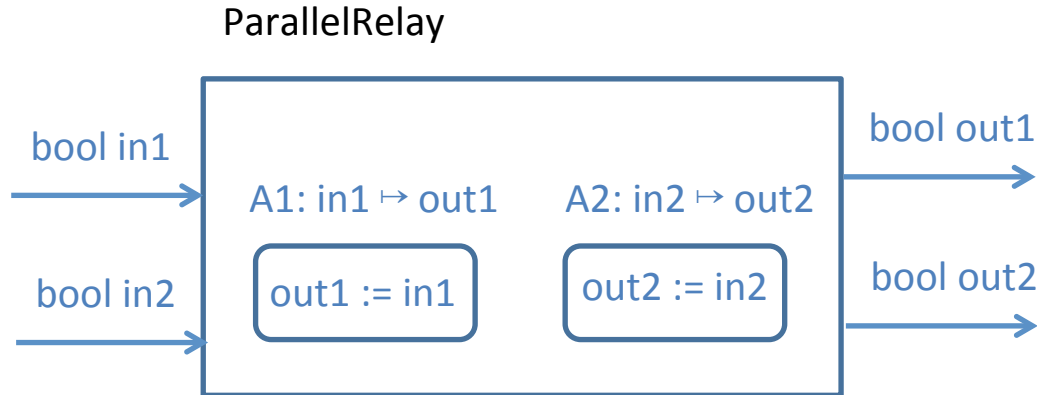 ParallelRelay
bool in1
bool out1
A1: in1 ↦ out1
A2: in2 ↦ out2
bool in2
out1 := in1
out2 := in2
bool out2